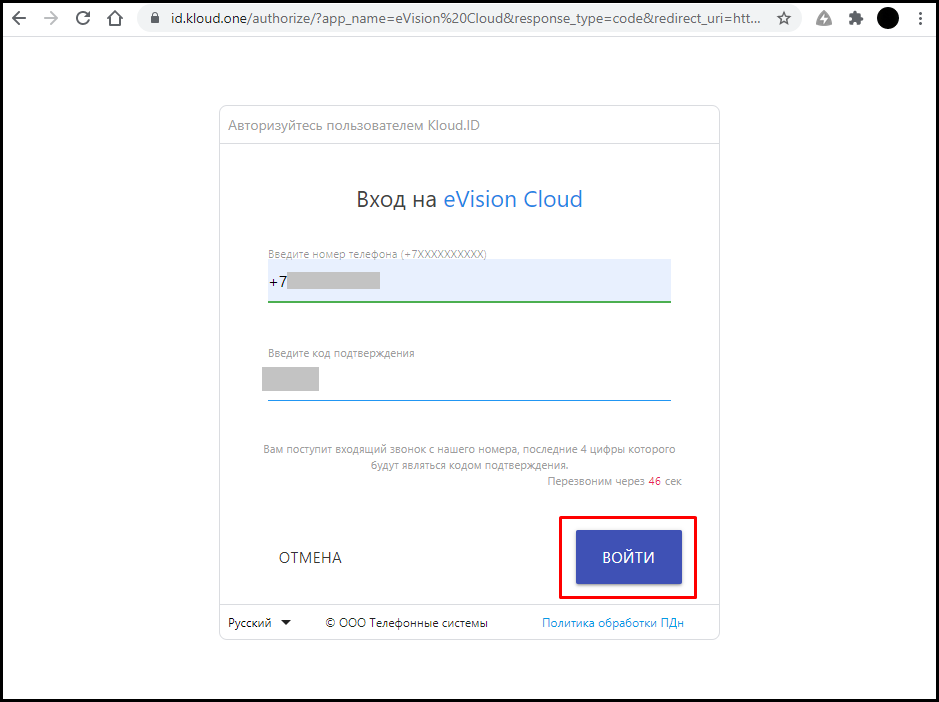 id.kloud.one/authorize/?app_name=eVision%20Cloud&response_type=code&redirect_uri=htt...
Авторизуйтесь пользователем Kloud.ID
Вход на eVision Cloud
Введите номер телефона (+7XXXXXXXXXX)
+7
Введите код подтверждения
Вам поступит входящий звонок с нашего номера, последние 4 цифры которого
будут являться кодом подтверждения.
Перезвоним через 46 сек
ОТМЕНА
ВОЙТИ
Русский
© ООО Телефонные системы
Политика обработки ПДн